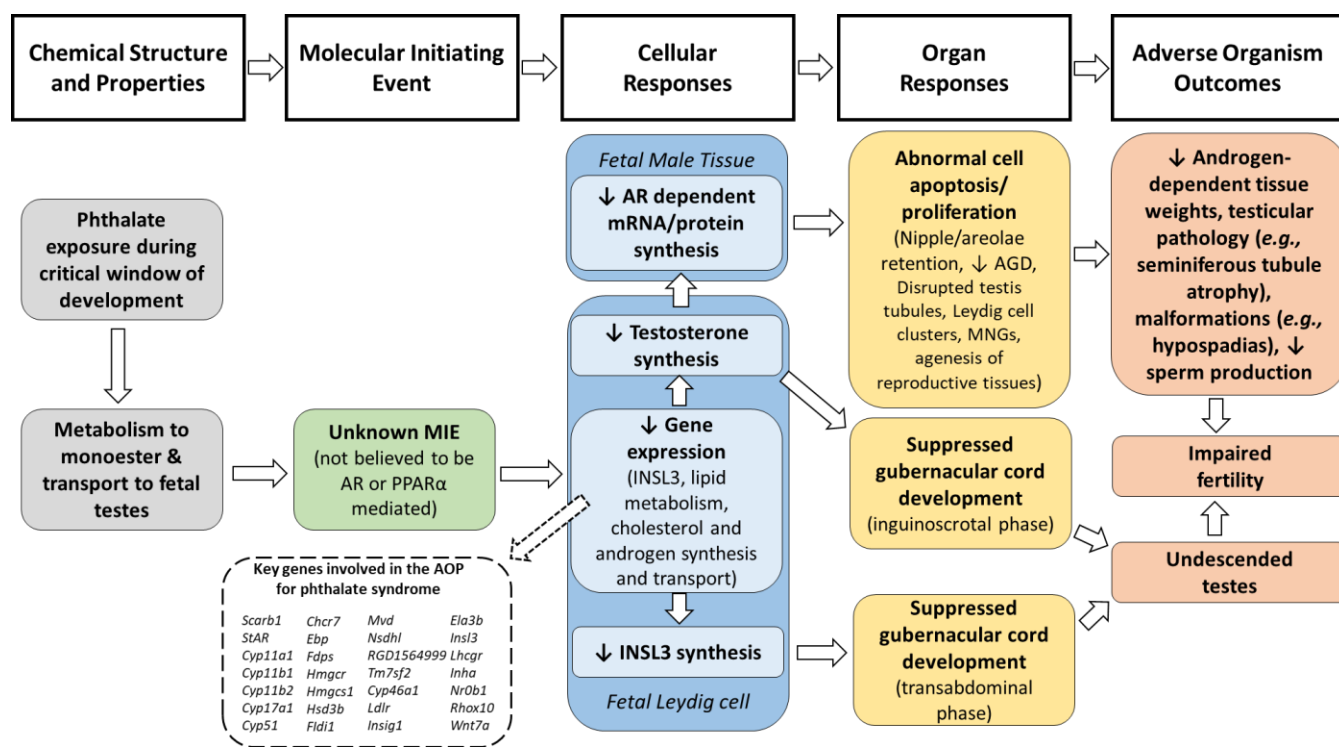 Chemical Structure
and Properties
Molecular Initiating
Event
Cellular
Responses
Organ
Responses
Adverse Organism
Outcomes
Phthalate
exposure during
critical window of
development
Metabolism to
monoester &
transport to fetal
testes
Unknown MIE
(not believed to be
AR or PPARα
mediated)
Key genes involved in the AOP
for phthalate syndrome
Scarb1 Chcr7 Mvd Ela3b
StAR Ebp Nsdhl Insl3
Cyp11a1 Fdps RGD1564999 Lhcgr
Cyp11b1 Hmgcr Tm7sf2 Inha
Cyp11b2 Hmgcs1 Cyp46a1 Nr0b1
Cyp17a1 Hsd3b Ldlr Rhox10
Cyp51 Fldi1 Insig1 Wnt7a
Fetal Male Tissue
↓ AR dependent
mRNA/protein
synthesis
↓ Testosterone
synthesis
↓ Gene
expression
(INSL3, lipid
metabolism,
cholesterol and
androgen synthesis
and transport)
↓ INSL3 synthesis
Fetal Leydig cell
Abnormal cell
apoptosis/
proliferation
(Nipple/areolae
retention, ↓ AGD,
Disrupted testis
tubules, Leydig cell
clusters, MNGs,
agenesis of
reproductive tissues)
Suppressed
gubernacular cord
development
(inguinoscrotal phase)
Suppressed
gubernacular cord
development
(transabdominal
phase)
↓ Androgen-
dependent tissue
weights, testicular
pathology (e.g.,
seminiferous tubule
atrophy),
malformations (e.g.,
hypospadias), ↓
sperm production
Impaired
fertility
Undescended
testes